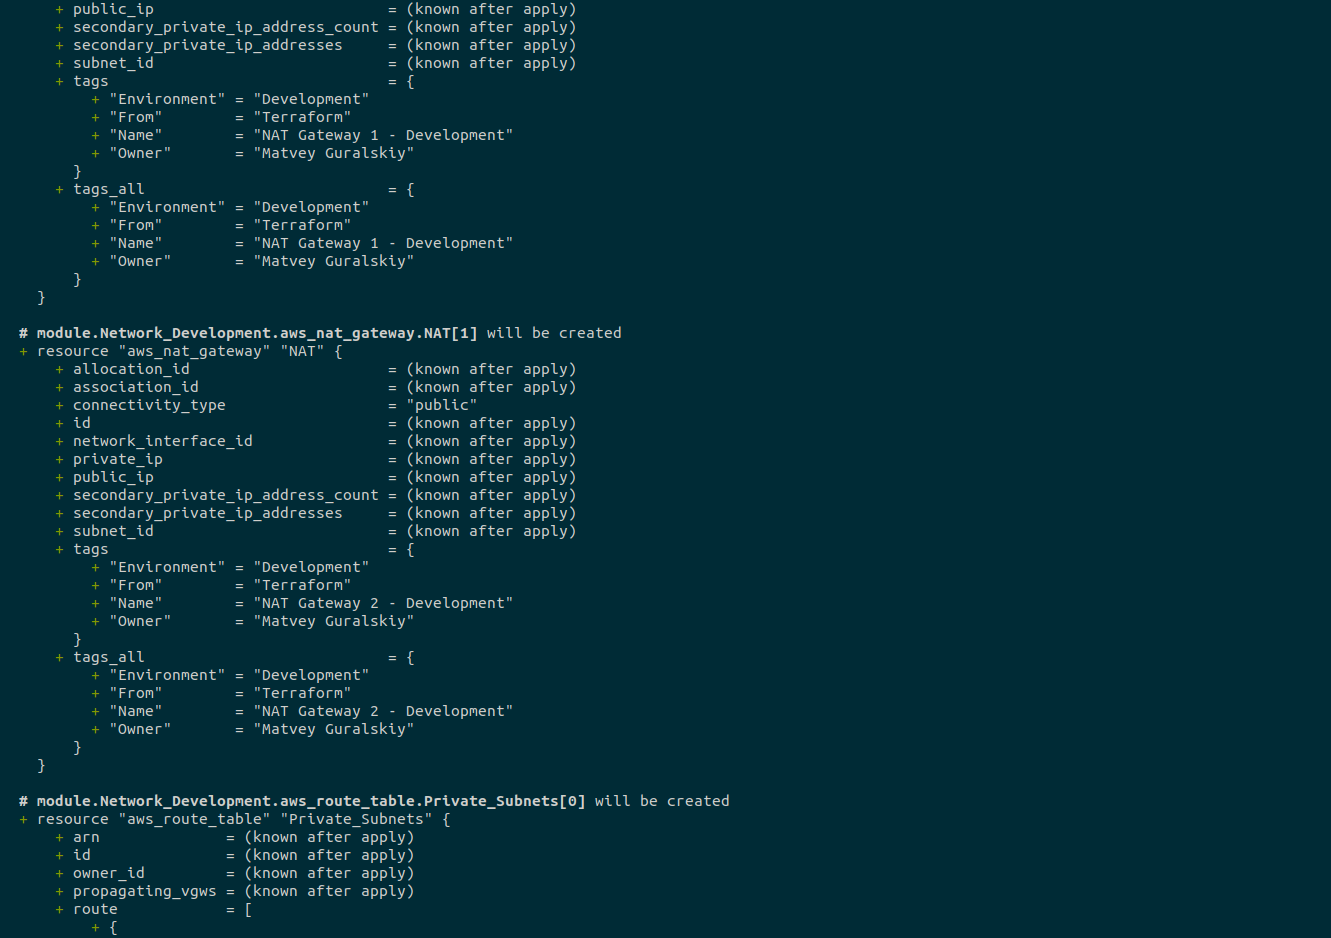 + public_ip = (known after apply)
+ secondary_private_ip_address_count = (known after apply)
+ secondary_private_ip_addresses = (known after apply)
+ subnet_id = (known after apply)
+ tags = {
+ "Environment" = "Development"
+ "From" = "Terraform"
+ "Name" = "NAT Gateway 1 - Development"
+ "Owner" = "Matvey Guralskiy"
}
+ tags_all = {
+ "Environment" = "Development"
+ "From" = "Terraform"
+ "Name" = "NAT Gateway 1 - Development"
+ "Owner" = "Matvey Guralskiy"
}
}
# module.Network_Development.aws_nat_gateway.NAT[1] will be created
+ resource "aws_nat_gateway" "NAT" {
+ allocation_id = (known after apply)
+ association_id = (known after apply)
+ connectivity_type = "public"
+ id = (known after apply)
+ network_interface_id = (known after apply)
+ private_ip = (known after apply)
+ public_ip = (known after apply)
+ secondary_private_ip_address_count = (known after apply)
+ secondary_private_ip_addresses = (known after apply)
+ subnet_id = (known after apply)
+ tags = {
+ "Environment" = "Development"
+ "From" = "Terraform"
+ "Name" = "NAT Gateway 2 - Development"
+ "Owner" = "Matvey Guralskiy"
}
+ tags_all = {
+ "Environment" = "Development"
+ "From" = "Terraform"
+ "Name" = "NAT Gateway 2 - Development"
+ "Owner" = "Matvey Guralskiy"
}
}
# module.Network_Development.aws_route_table.Private_Subnets[0] will be created
+ resource "aws_route_table" "Private_Subnets" {
+ arn = (known after apply)
+ id = (known after apply)
+ owner_id = (known after apply)
+ propagating_vgws = (known after apply)
+ route = [
+ {